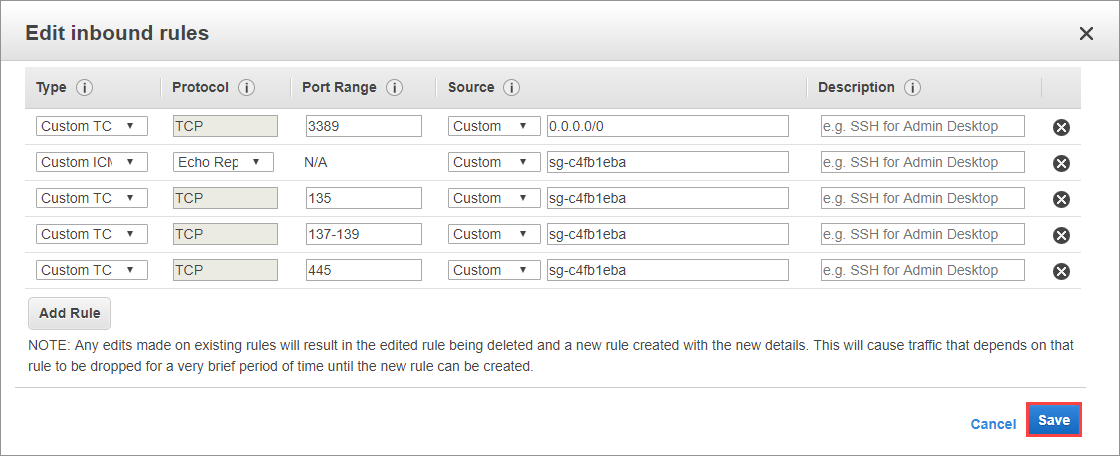 Edit inbound rules
Type Protocol Port Range Source Description
Custom TC TCP 3389 Custom 0.0.0.0/0 e.g. SSH for Admin Desktop
Custom ICM Echo Rep N/A Custom sg-c4fb1eba e.g. SSH for Admin Desktop
Custom TC TCP 135 Custom sg-c4fb1eba e.g. SSH for Admin Desktop
Custom TC TCP 137-139 Custom sg-c4fb1eba e.g. SSH for Admin Desktop
Custom TC TCP 445 Custom sg-c4fb1eba e.g. SSH for Admin Desktop
Add Rule
NOTE: Any edits made on existing rules will result in the edited rule being deleted and a new rule created with the new details. This will cause traffic that depends on that
rule to be dropped for a very brief period of time until the new rule can be created.
Cancel Save